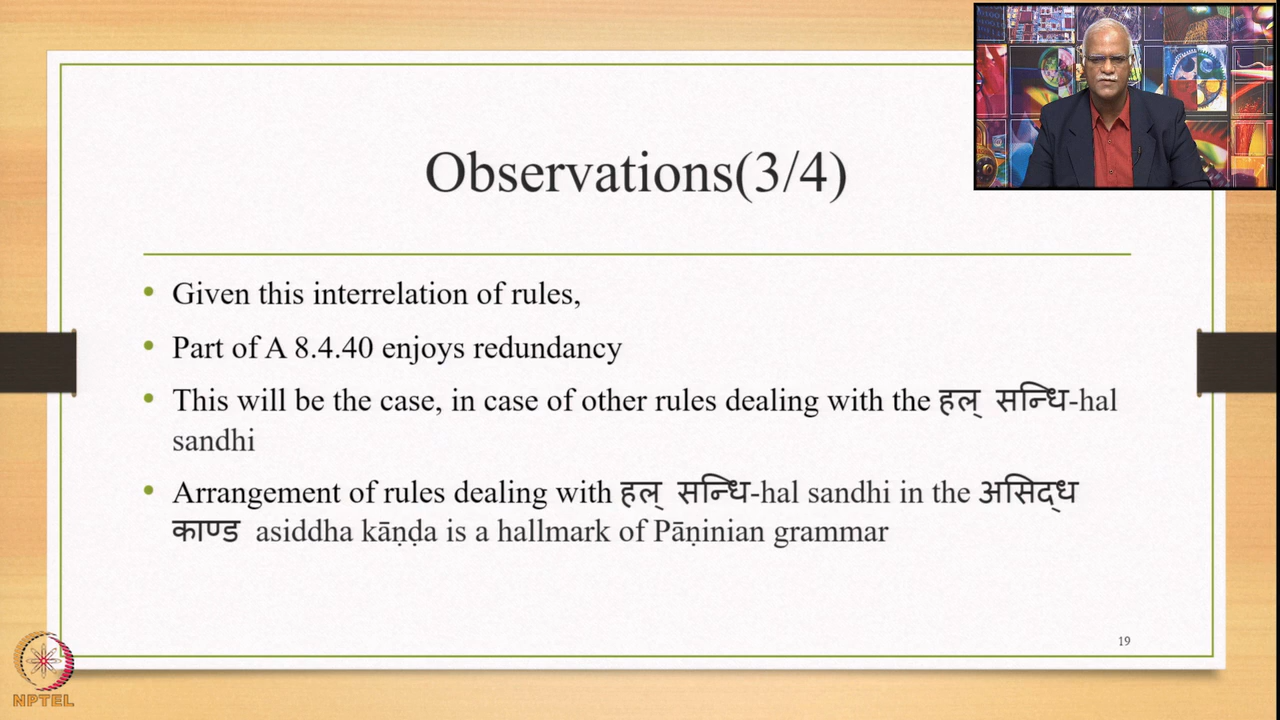 Observations(3/4)
• Given this interrelation of rules,
• Part of A 8.4.40 enjoys redundancy
• This will be the case, in case of other rules dealing with the हल् सन्धि-hal
sandhi
• Arrangement of rules dealing with हल् सन्धि-hal sandhi in the असिद्ध
काण्ड asiddha kāṇḍa is a hallmark of Pāṇinian grammar
19
NPTEL